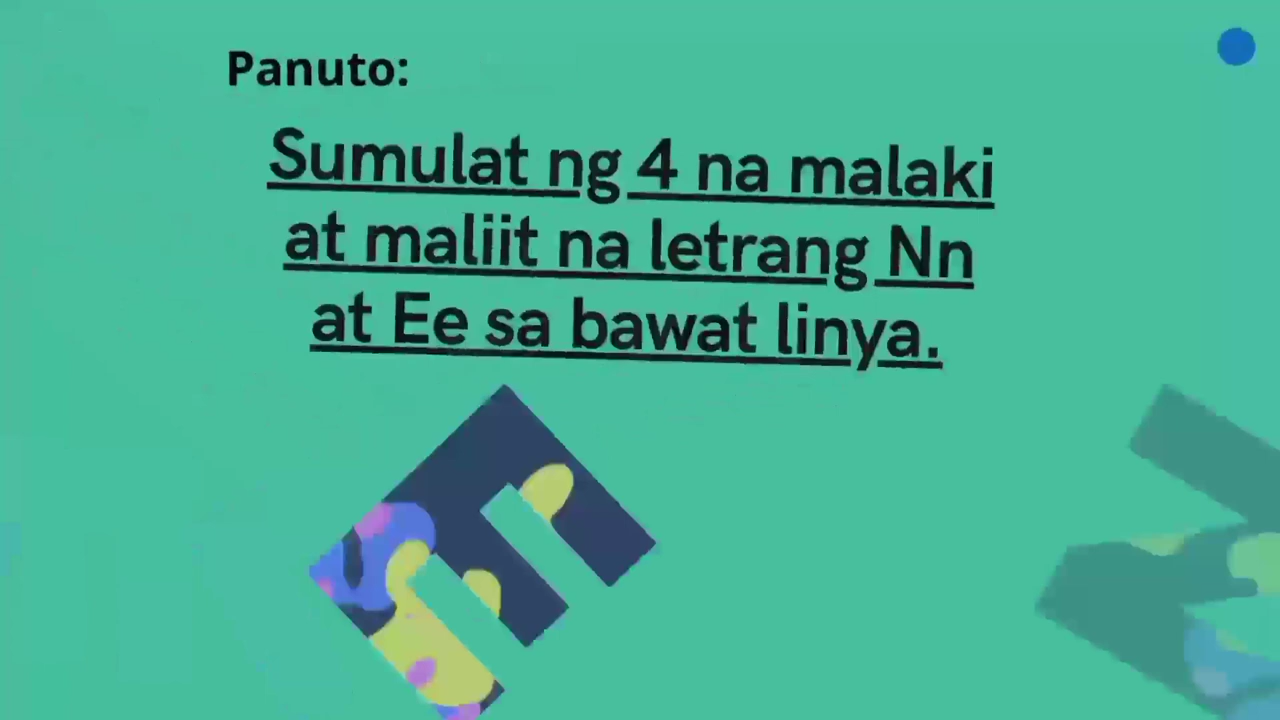 Panuto:
Sumulat ng 4 na malaki
at maliit na letrang Nn
at Ee sa bawat linya.